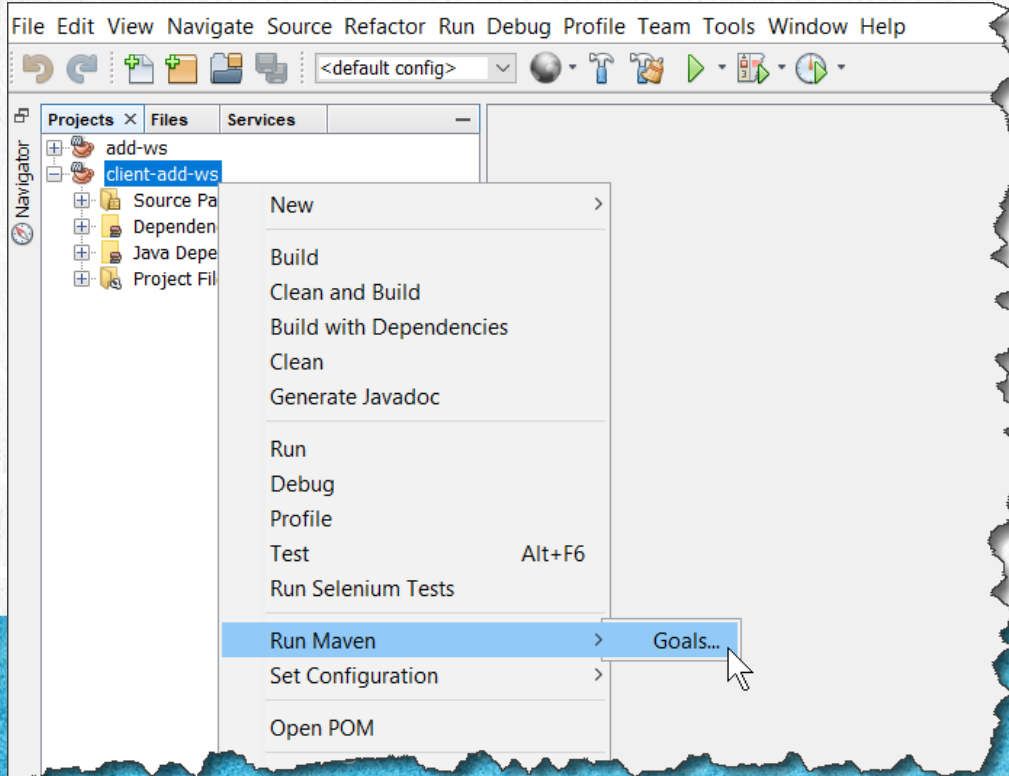 File Edit View Navigate Source Refactor Run Debug Profile Team Tools Window Help
<default config>
Projects × Files Services
Navigator
add-ws
client-add-ws
Source Pa
Dependen
Java Depe
Project Fil
New
Build
Clean and Build
Build with Dependencies
Clean
Generate Javadoc
Run
Debug
Profile
Test Alt+F6
Run Selenium Tests
Run Maven
Goals...
Set Configuration
Open POM